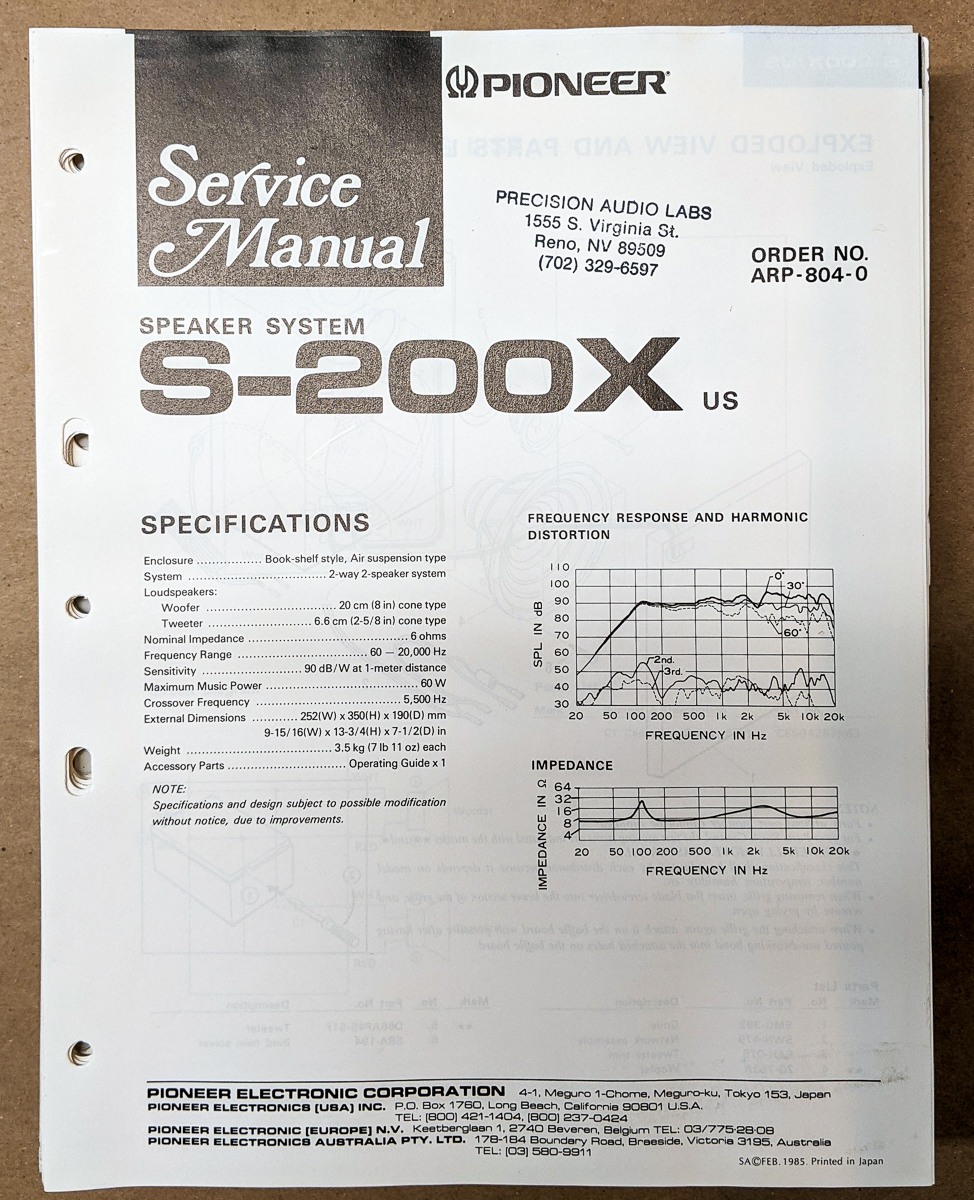 Service
Manual
PIONEER
PRECISION AUDIO LABS
1555 S. Virginia St.
Reno, NV 89509
(702) 329-6597
ORDER NO.
ARP-804-0
SPEAKER SYSTEM
S-200X US
SPECIFICATIONS
Enclosure ................ Book-shelf style, Air suspension type
System .................................. 2-way 2-speaker system
Loudspeakers:
Woofer ................................ 20 cm (8 in) cone type
Tweeter ........................... 6.6 cm (2-5/8 in) cone type
Nominal Impedance ........................................ 6 ohms
Frequency Range ................................ 60 — 20,000 Hz
Sensitivity ......................... 90 dB/W at 1-meter distance
Maximum Music Power ...................................... 60 W
Crossover Frequency ..................................... 5,500 Hz
External Dimensions ........... 252(W) x 350(H) x 190(D) mm
9-15/16(W) x 13-3/4(H) x 7-1/2(D) in
Weight .................................... 3.5 kg (7 lb 11 oz) each
Accessory Parts ............................. Operating Guide x 1
NOTE:
Specifications and design subject to possible modification
without notice, due to improvements.
FREQUENCY RESPONSE AND HARMONIC
DISTORTION
SPL IN dB
110
100
90
80
70
60
50
40
30
0°
30°
60°
2nd.
3rd.
20 50 100 200 500 1k 2k 5k 10k 20k
FREQUENCY IN Hz
IMPEDANCE
IMPEDANCE IN Ω
64
32
16
8
4
20 50 100 200 500 1k 2k 5k 10k 20k
FREQUENCY IN Hz
PIONEER ELECTRONIC CORPORATION 4-1, Meguro 1-Chome, Meguro-ku, Tokyo 153, Japan
PIONEER ELECTRONICS (USA) INC. P.O. Box 1760, Long Beach, California 90801 U.S.A.
TEL: (800) 421-1404, (800) 237-0424
PIONEER ELECTRONIC (EUROPE) N.V. Keetberglaan 1, 2740 Beveren, Belgium TEL: 03/775·28·08
PIONEER ELECTRONICS AUSTRALIA PTY. LTD. 178-184 Boundary Road, Braeside, Victoria 3195, Australia
TEL: (03) 580-9911
SA©FEB. 1985. Printed in Japan